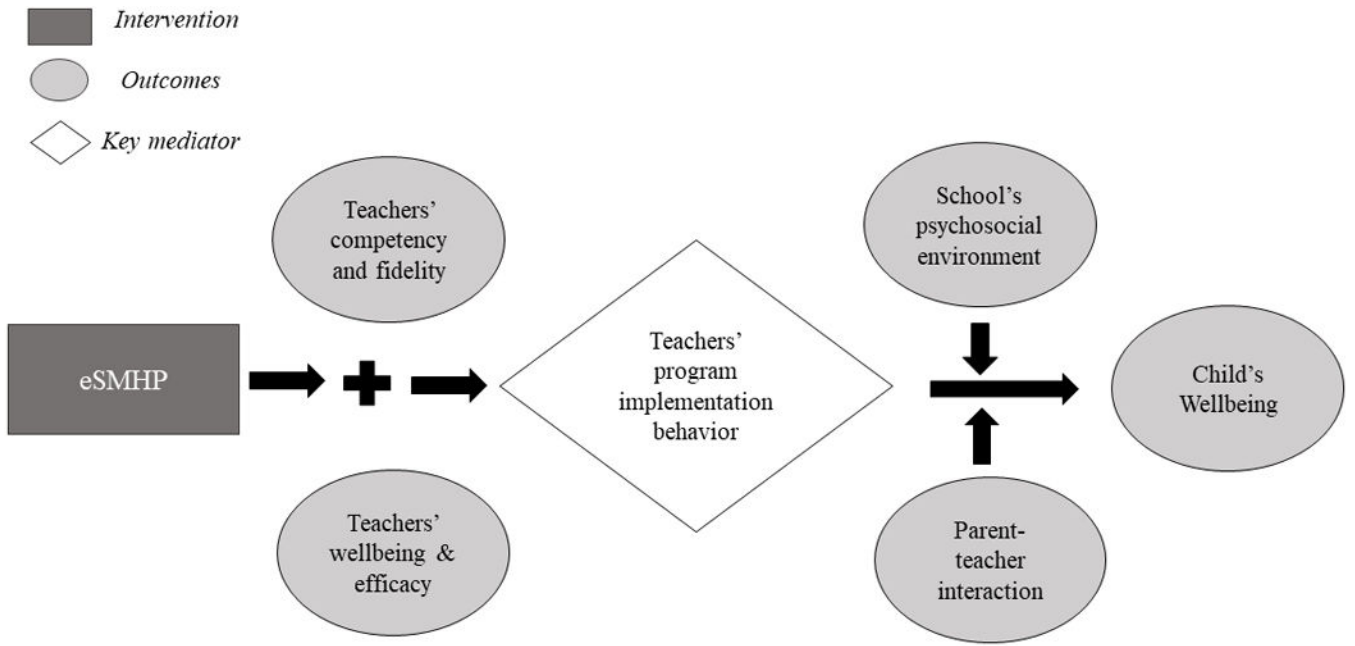 Intervention
Outcomes
Key mediator
Teachers’
competency
and fidelity
School’s
psychosocial
environment
eSMHP
Teachers’
program
implementation
behavior
Child’s
Wellbeing
Teachers’
wellbeing &
efficacy
Parent-
teacher
interaction